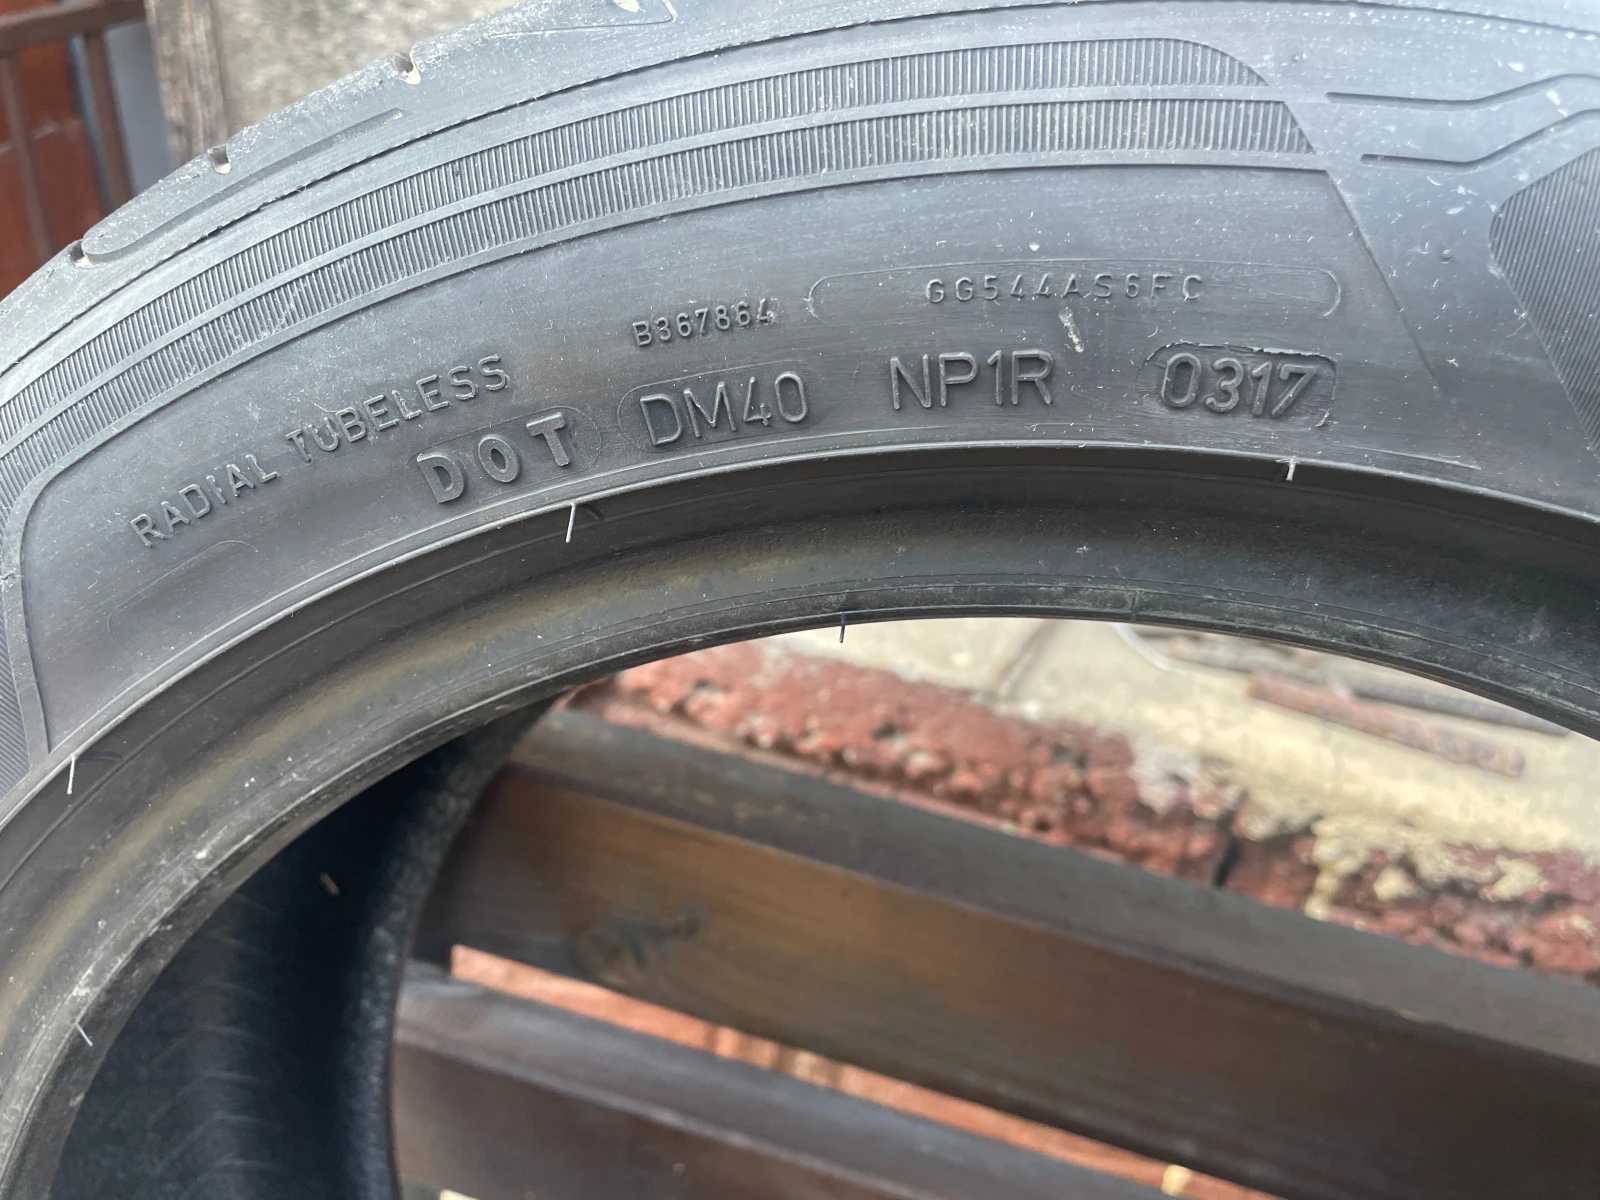 GG544AS6FC
B367864
RADIAL TUBELESS
DOT DM40 NP1R 0317